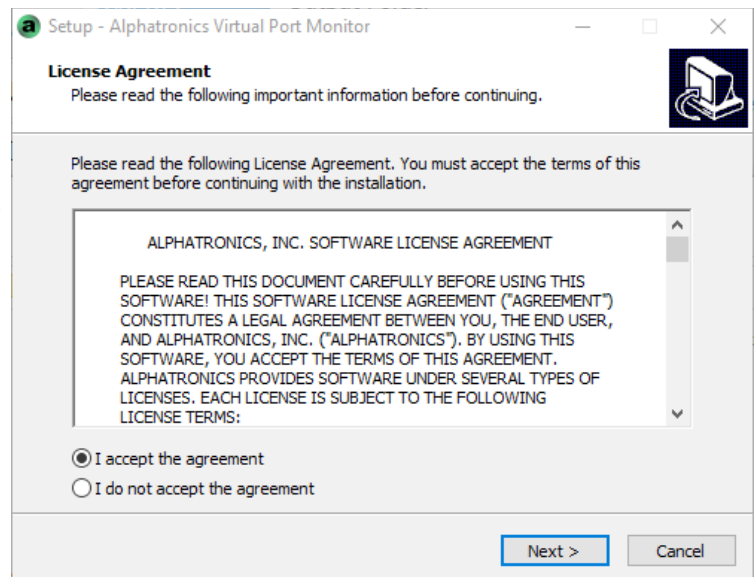 Setup - Alphatronics Virtual Port Monitor
License Agreement
Please read the following important information before continuing.
Please read the following License Agreement. You must accept the terms of this
agreement before continuing with the installation.
ALPHATRONICS, INC. SOFTWARE LICENSE AGREEMENT
PLEASE READ THIS DOCUMENT CAREFULLY BEFORE USING THIS
SOFTWARE! THIS SOFTWARE LICENSE AGREEMENT ("AGREEMENT")
CONSTITUTES A LEGAL AGREEMENT BETWEEN YOU, THE END USER,
AND ALPHATRONICS, INC. ("ALPHATRONICS"). BY USING THIS
SOFTWARE, YOU ACCEPT THE TERMS OF THIS AGREEMENT.
ALPHATRONICS PROVIDES SOFTWARE UNDER SEVERAL TYPES OF
LICENSES. EACH LICENSE IS SUBJECT TO THE FOLLOWING
LICENSE TERMS:
I accept the agreement
I do not accept the agreement
Next >
Cancel